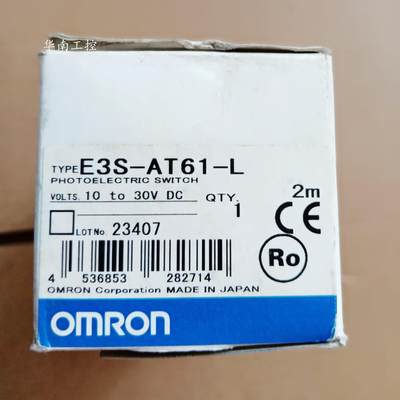 华南工控
TYPE E3S-AT61-L
PHOTOELECTRIC SWITCH
VOLTS. 10 to 30V DC QTY. 1
2m
LOT No. 23407
CE
Ro
4 536853 282714
OMRON Corporation MADE IN JAPAN
OMRON